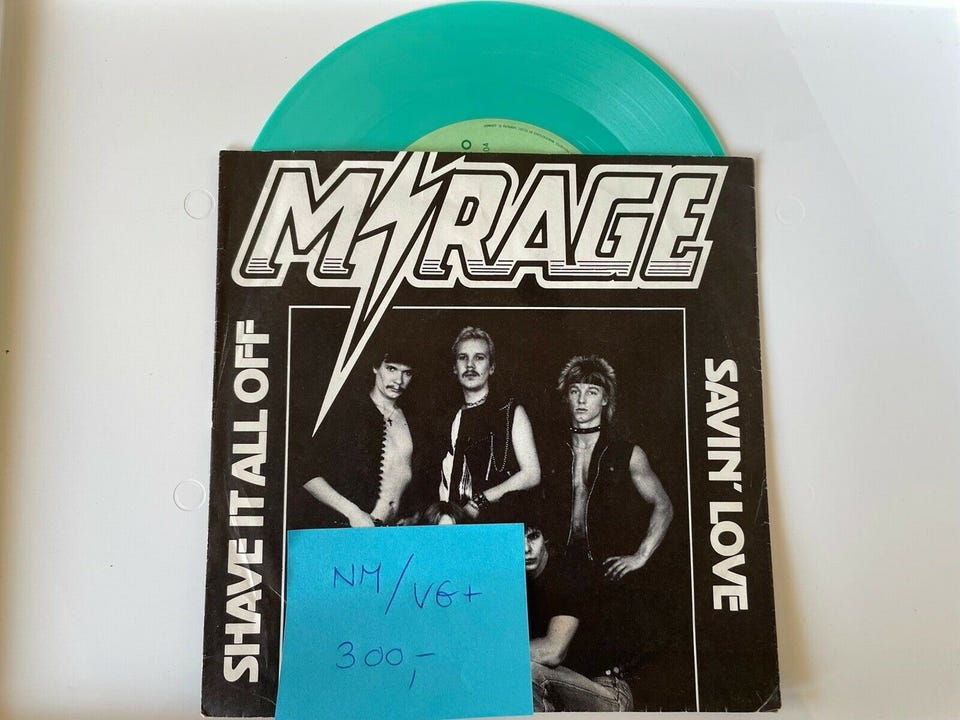 MIRAGE
SHAVE IT ALL OFF
SAVIN' LOVE
NM/VG+
300,-